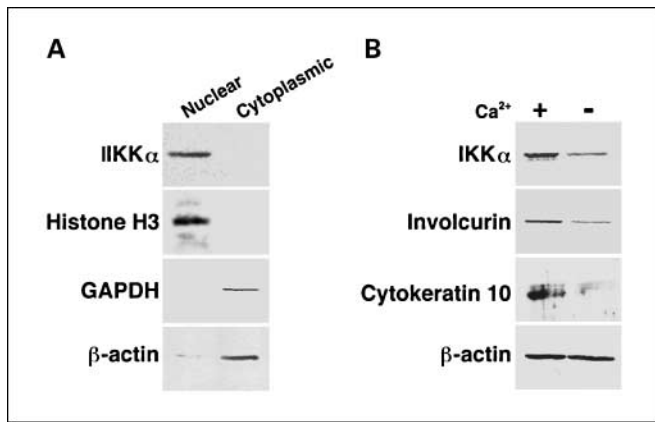 A
Nuclear
Cytoplasmic
IIKKα
Histone H3
GAPDH
β-actin
B
Ca²⁺ + -
IKKα
Involcurin
Cytokeratin 10
β-actin